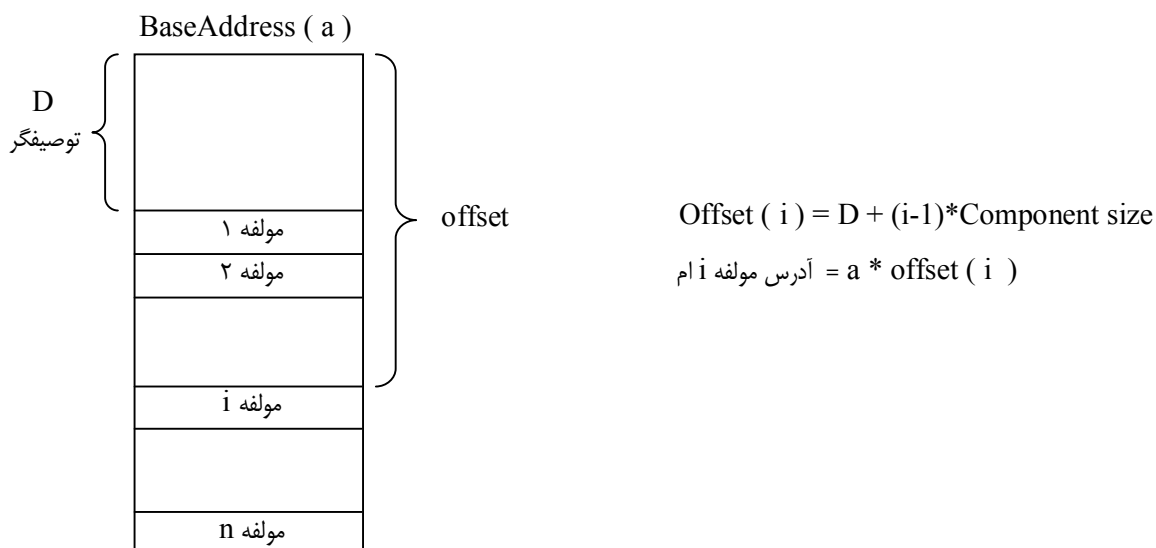 BaseAddress ( a )
D
توصیفگر
مولفه ۱
مولفه ۲
مولفه i
مولفه n
offset
Offset ( i ) = D + (i-1)*Component size
آدرس مولفه i ام = a * offset ( i )